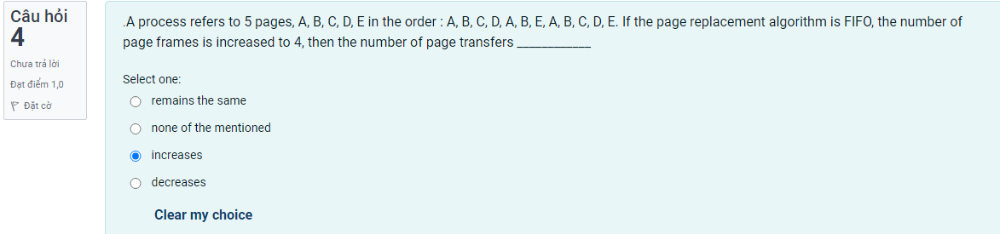 Câu hỏi
4
Chưa trả lời
Đạt điểm 1,0
Đặt cờ
.A process refers to 5 pages, A, B, C, D, E in the order : A, B, C, D, A, B, E, A, B, C, D, E. If the page replacement algorithm is FIFO, the number of
page frames is increased to 4, then the number of page transfers ____________
Select one:
remains the same
none of the mentioned
increases
decreases
Clear my choice